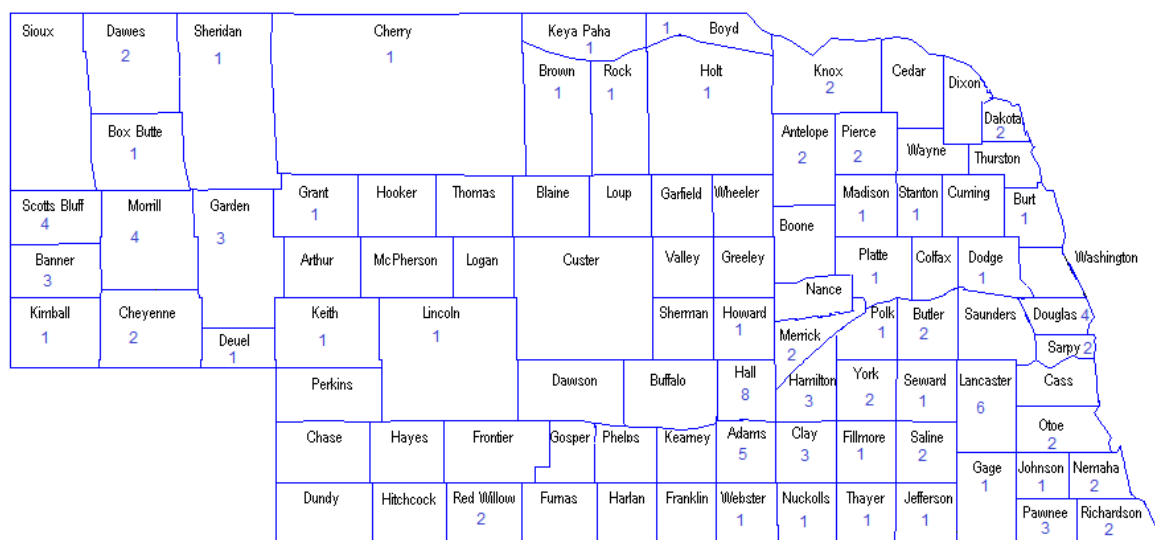 Sioux Dawes Sheridan Cherry Keya Paha 1 Boyd
2 1 1 1
Brown Rock Holt Knox Cedar Dixon
1 1 1 2
Dakota
2
Box Butte Antelope Pierce
1 2 2
Wayne Thurston
Scotts Bluff Morrill Garden Grant Hooker Thomas Blaine Loup Garfield Wheeler Madison Stanton Cuming Burt
4 4 3 1 1 1 1
Boone
Banner Arthur McPherson Logan Custer Valley Greeley Platte Colfax Dodge Washington
3 1 1
Nance
Kimball Cheyenne Keith Lincoln Sherman Howard Polk Butler Saunders Douglas 4
1 2 1 1 1 1 2
Deuel Merrick Sarpy 2
1 2
Perkins Dawson Buffalo Hall Hamilton York Seward Lancaster Cass
8 3 2 1 6
Chase Hayes Frontier Gosper Phelps Kearney Adams Clay Fillmore Saline Otoe
5 3 1 2 2
Gage Johnson Nemaha
1 1 2
Dundy Hitchcock Red Willow Furnas Harlan Franklin Webster Nuckolls Thayer Jefferson
2 1 1 1 1
Pawnee Richardson
3 2